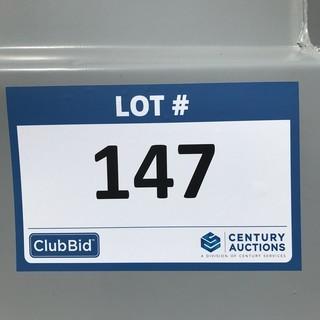 LOT #
147
ClubBid
CENTURY
AUCTIONS
A DIVISION OF CENTURY SERVICES